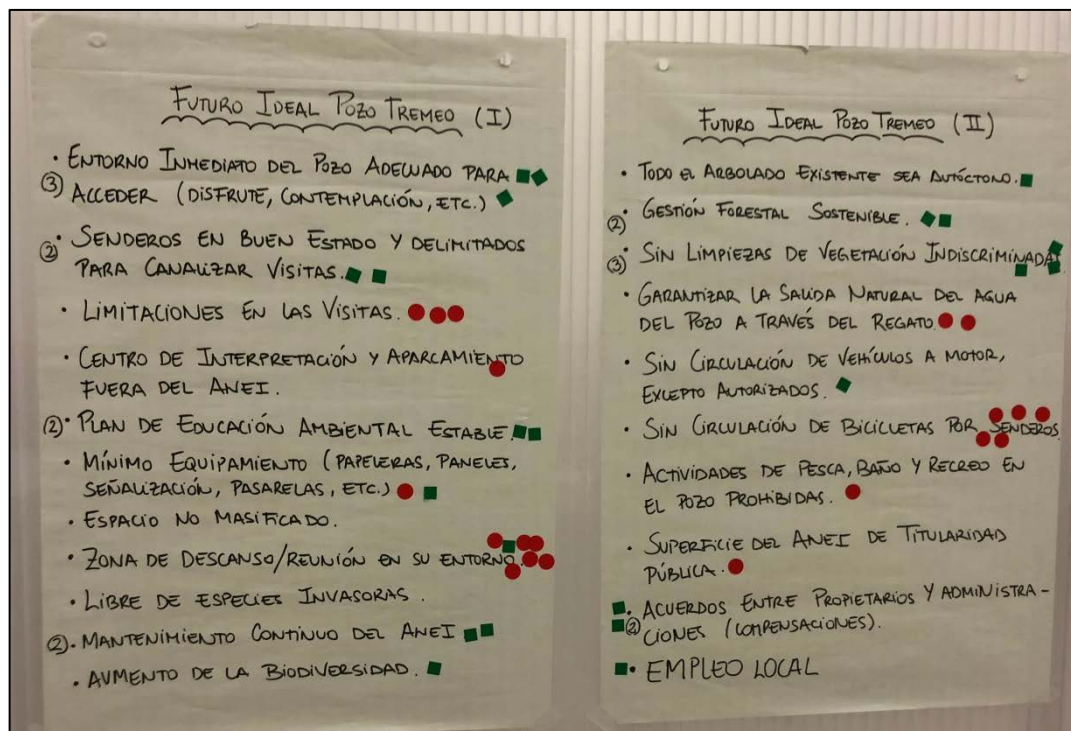 FUTURO IDEAL POZO TREMEO (I)
· ENTORNO INMEDIATO DEL POZO ADECUADO PARA
③ ACCEDER (DISFRUTE, CONTEMPLACIÓN, ETC.)
②· SENDEROS EN BUEN ESTADO Y DELIMITADOS
PARA CANALIZAR VISITAS.
· LIMITACIONES EN LAS VISITAS.
· CENTRO DE INTERPRETACIÓN Y APARCAMIENTO
FUERA DEL ANEI.
②· PLAN DE EDUCACIÓN AMBIENTAL ESTABLE.
· MÍNIMO EQUIPAMIENTO (PAPELERAS, PANELES,
SEÑALIZACIÓN, PASARELAS, ETC.)
· ESPACIO NO MASIFICADO.
· ZONA DE DESCANSO/REUNIÓN EN SU ENTORNO.
· LIBRE DE ESPECIES INVASORAS.
②· MANTENIMIENTO CONTINUO DEL ANEI
· AUMENTO DE LA BIODIVERSIDAD.
FUTURO IDEAL POZO TREMEO (II)
· TODO EL ARBOLADO EXISTENTE SEA AUTÓCTONO.
②· GESTIÓN FORESTAL SOSTENIBLE.
③· SIN LIMPIEZAS DE VEGETACIÓN INDISCRIMINADAS.
· GARANTIZAR LA SALIDA NATURAL DEL AGUA
DEL POZO A TRAVÉS DEL REGATO.
· SIN CIRCULACIÓN DE VEHÍCULOS A MOTOR,
EXCEPTO AUTORIZADOS.
· SIN CIRCULACIÓN DE BICICLETAS POR SENDEROS.
· ACTIVIDADES DE PESCA, BAÑO Y RECREO EN
EL POZO PROHIBIDAS.
· SUPERFICIE DEL ANEI DE TITULARIDAD
PÚBLICA.
· ACUERDOS ENTRE PROPIETARIOS Y ADMINISTRA-
② CIONES (COMPENSACIONES).
· EMPLEO LOCAL